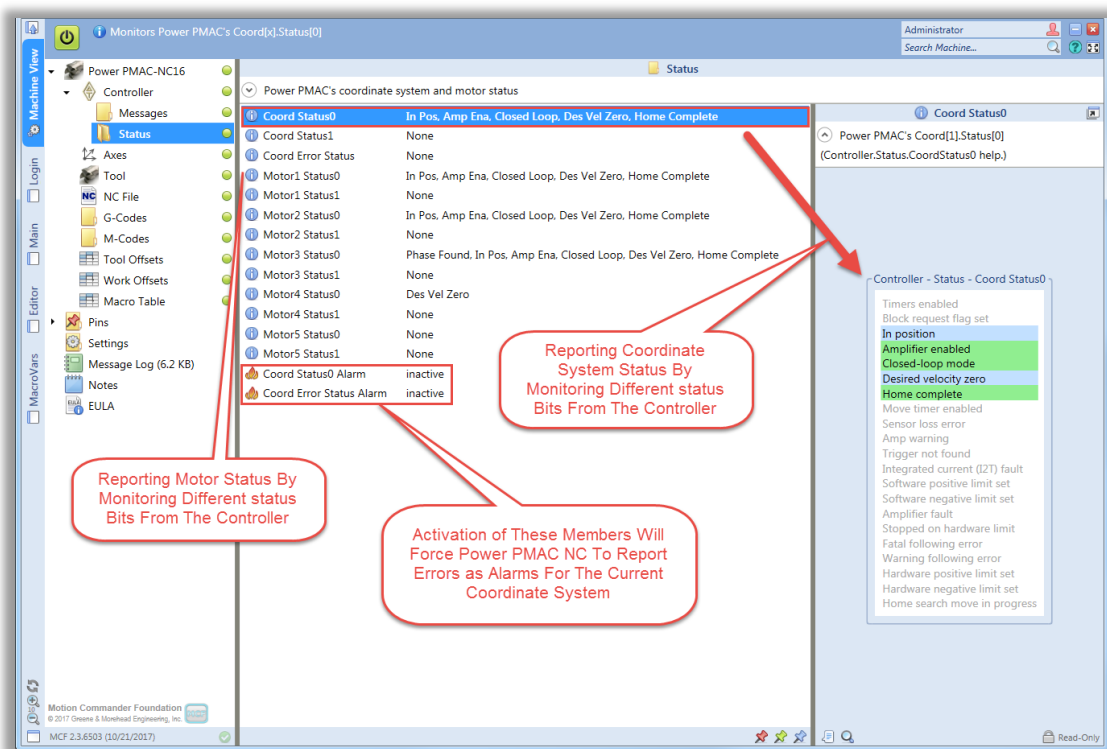 Monitors Power PMAC's Coord[x].Status[0]
Administrator
Search Machine...
Machine View
Login
Main
Editor
MacroVars
Power PMAC-NC16
Controller
Messages
Status
Axes
Tool
NC File
G-Codes
M-Codes
Tool Offsets
Work Offsets
Macro Table
Pins
Settings
Message Log (6.2 KB)
Notes
EULA
Status
Power PMAC's coordinate system and motor status
Coord Status0 In Pos, Amp Ena, Closed Loop, Des Vel Zero, Home Complete
Coord Status1 None
Coord Error Status None
Motor1 Status0 In Pos, Amp Ena, Closed Loop, Des Vel Zero, Home Complete
Motor1 Status1 None
Motor2 Status0 In Pos, Amp Ena, Closed Loop, Des Vel Zero, Home Complete
Motor2 Status1 None
Motor3 Status0 Phase Found, In Pos, Amp Ena, Closed Loop, Des Vel Zero, Home Complete
Motor3 Status1 None
Motor4 Status0 Des Vel Zero
Motor4 Status1 None
Motor5 Status0 None
Motor5 Status1 None
Coord Status0 Alarm inactive
Coord Error Status Alarm inactive
Reporting Coordinate
System Status By
Monitoring Different status
Bits From The Controller
Reporting Motor Status By
Monitoring Different status
Bits From The Controller
Activation of These Members Will
Force Power PMAC NC To Report
Errors as Alarms For The Current
Coordinate System
Coord Status0
Power PMAC's Coord[1].Status[0]
(Controller.Status.CoordStatus0 help.)
Controller - Status - Coord Status0
Timers enabled
Block request flag set
In position
Amplifier enabled
Closed-loop mode
Desired velocity zero
Home complete
Move timer enabled
Sensor loss error
Amp warning
Trigger not found
Integrated current (I2T) fault
Software positive limit set
Software negative limit set
Amplifier fault
Stopped on hardware limit
Fatal following error
Warning following error
Hardware positive limit set
Hardware negative limit set
Home search move in progress
Motion Commander Foundation
© 2017 Greene & Morehead Engineering, Inc.
MCF 2.3.6503 (10/21/2017)
Read-Only